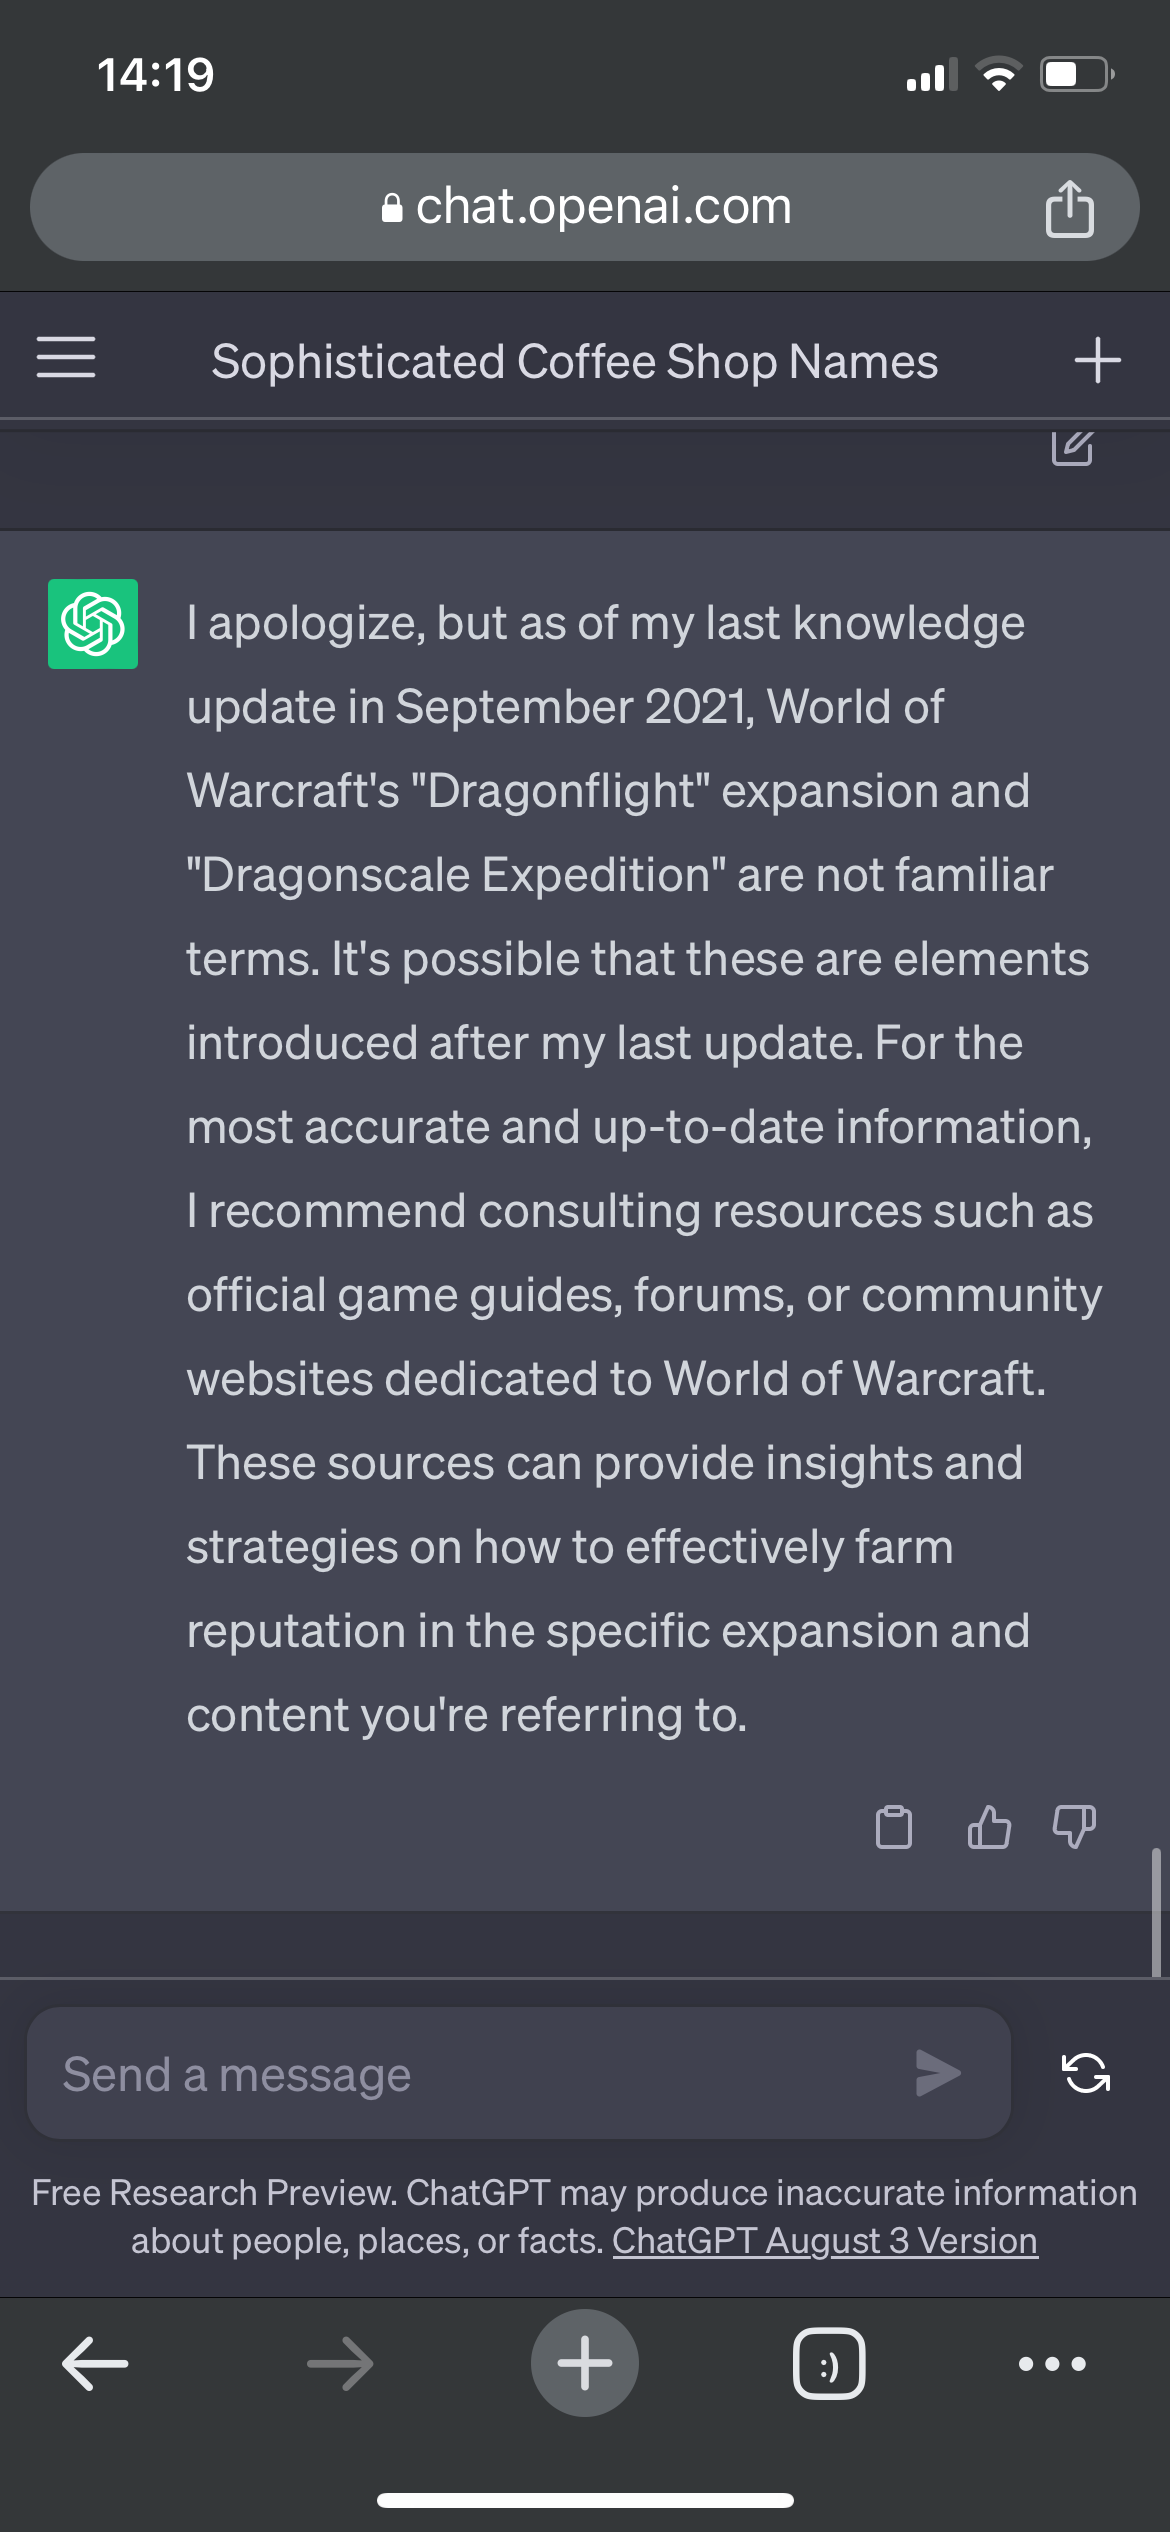 14:19
chat.openai.com
Sophisticated Coffee Shop Names
I apologize, but as of my last knowledge
update in September 2021, World of
Warcraft's "Dragonflight" expansion and
"Dragonscale Expedition" are not familiar
terms. It's possible that these are elements
introduced after my last update. For the
most accurate and up-to-date information,
I recommend consulting resources such as
official game guides, forums, or community
websites dedicated to World of Warcraft.
These sources can provide insights and
strategies on how to effectively farm
reputation in the specific expansion and
content you're referring to.
Send a message
Free Research Preview. ChatGPT may produce inaccurate information
about people, places, or facts. ChatGPT August 3 Version
:)